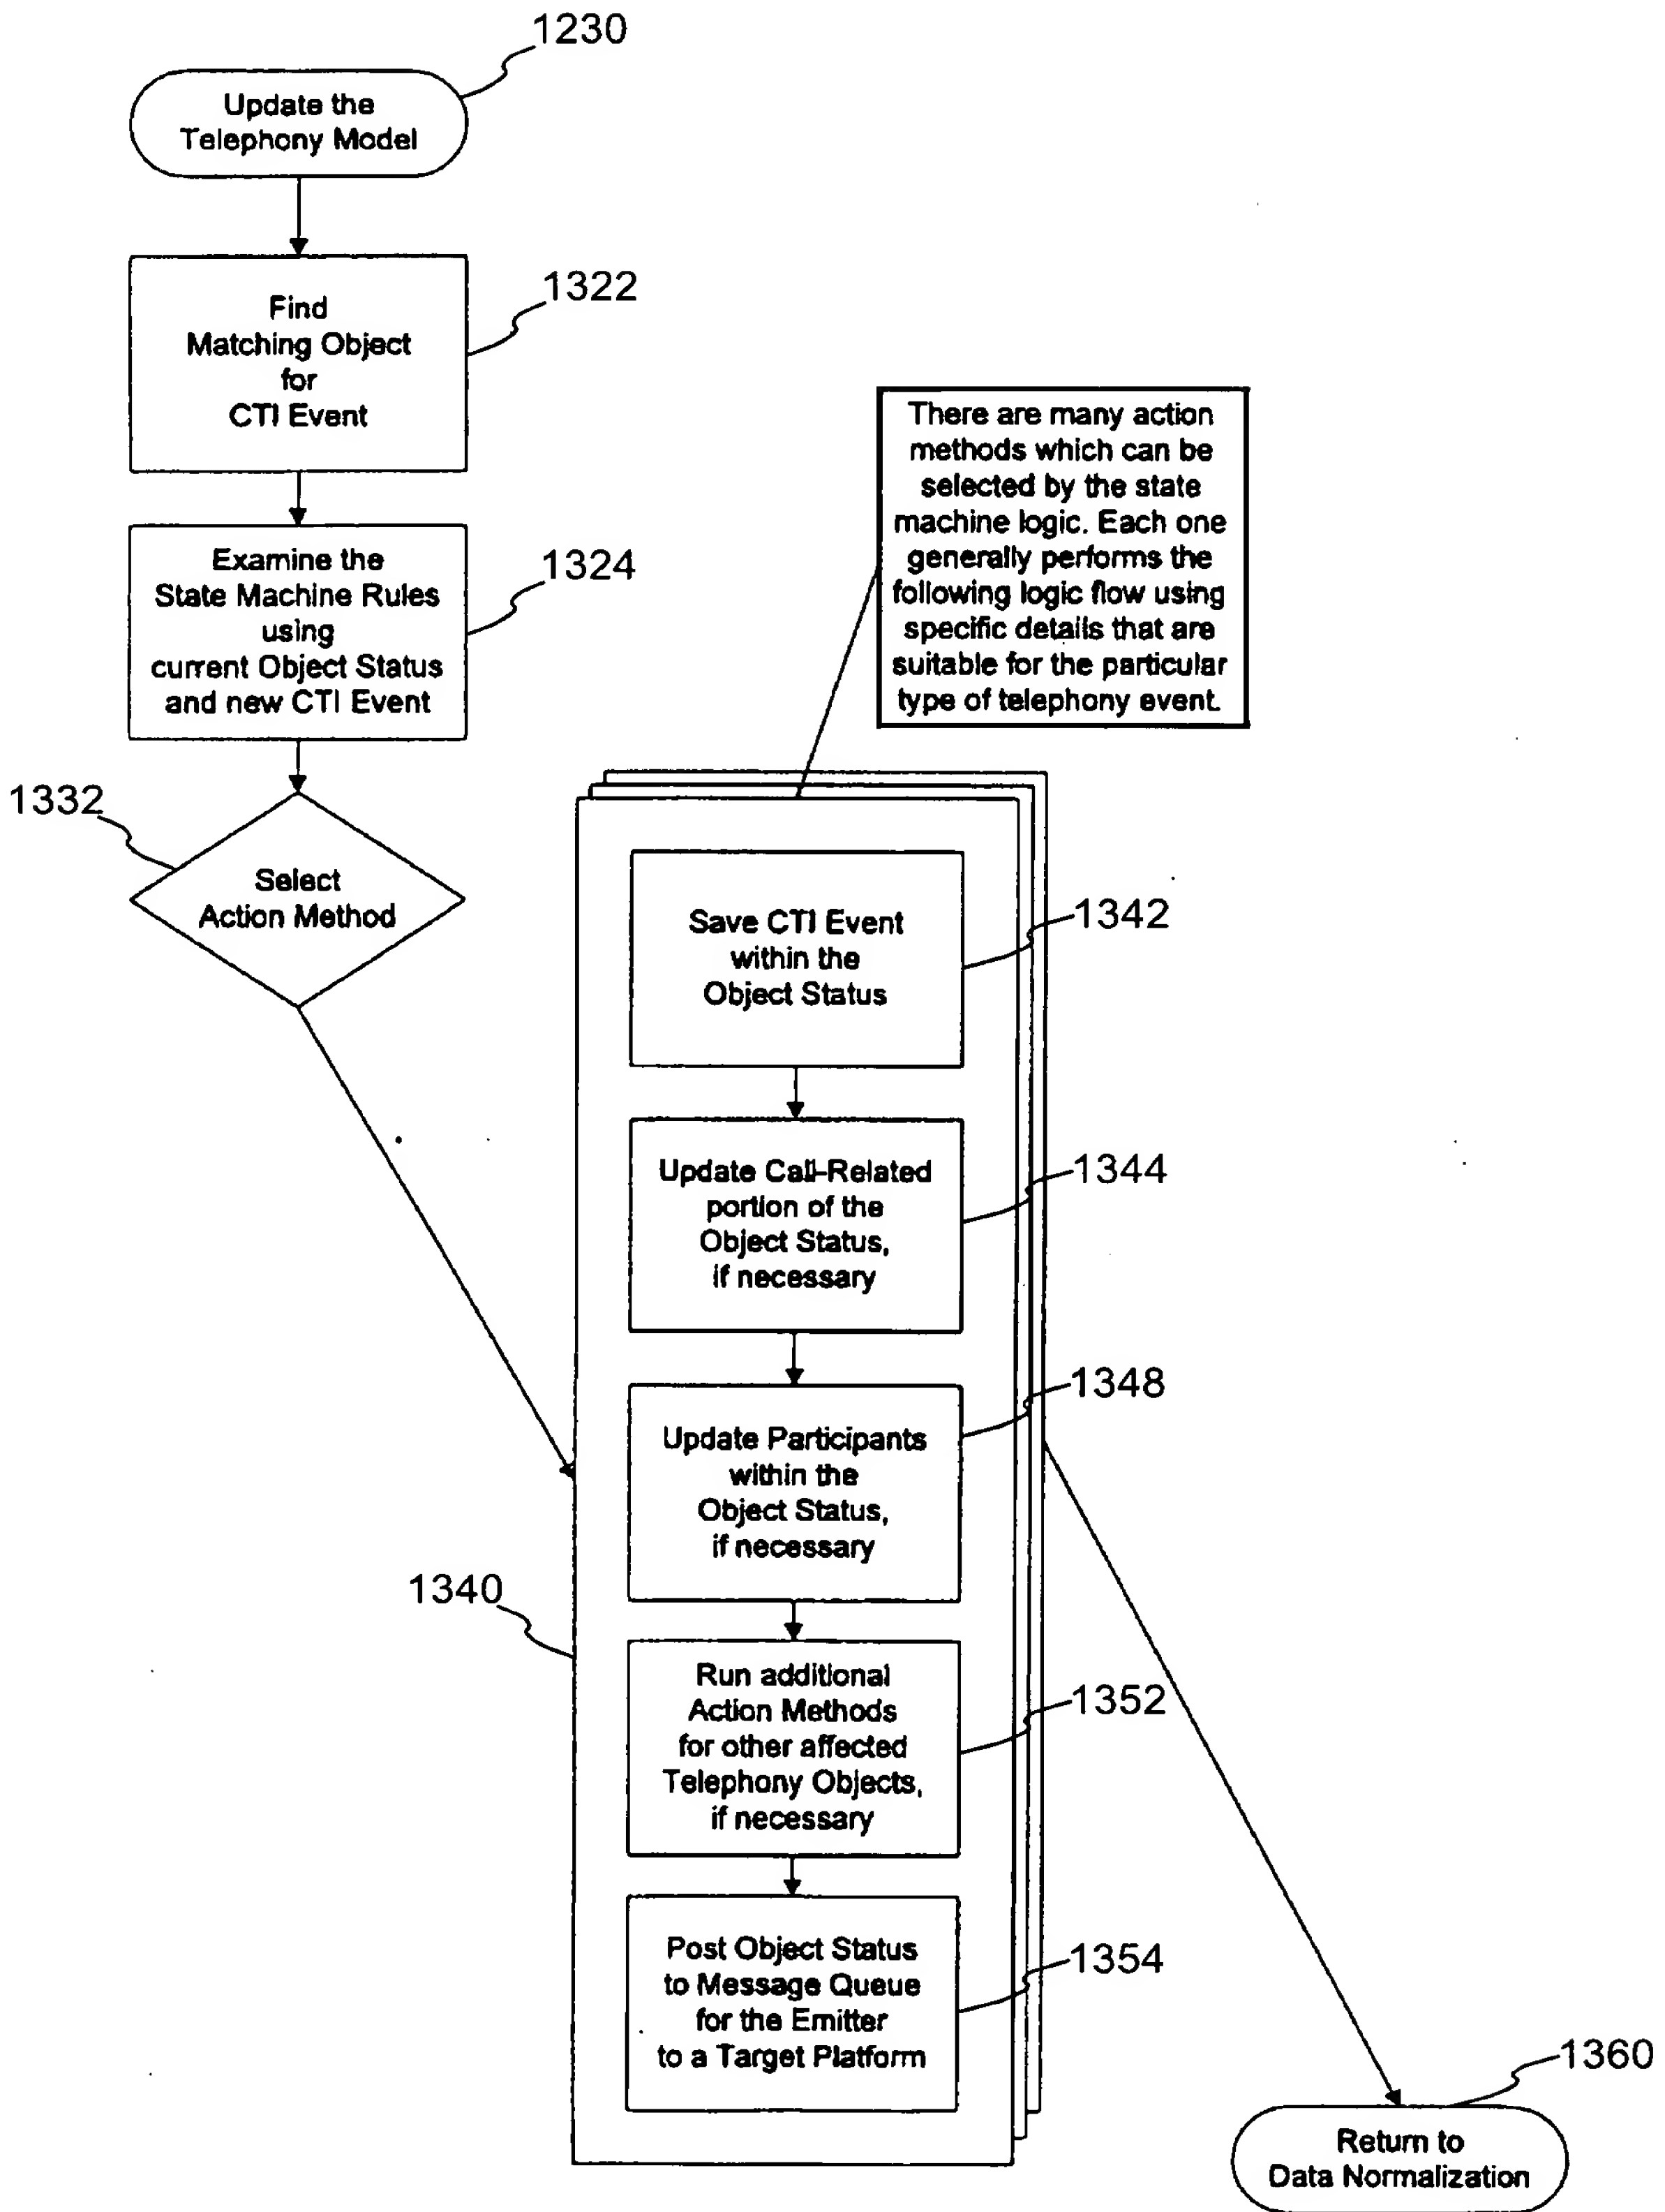 1230
Update the
Telephony Model
1322
Find
Matching Object
for
CTI Event
1324
Examine the
State Machine Rules
using
current Object Status
and new CTI Event
There are many action
methods which can be
selected by the state
machine logic. Each one
generally performs the
following logic flow using
specific details that are
suitable for the particular
type of telephony event.
1332
Select
Action Method
1340
1342
Save CTI Event
within the
Object Status
1344
Update Call-Related
portion of the
Object Status,
if necessary
1348
Update Participants
within the
Object Status,
if necessary
1352
Run additional
Action Methods
for other affected
Telephony Objects,
if necessary
1354
Post Object Status
to Message Queue
for the Emitter
to a Target Platform
1360
Return to
Data Normalization